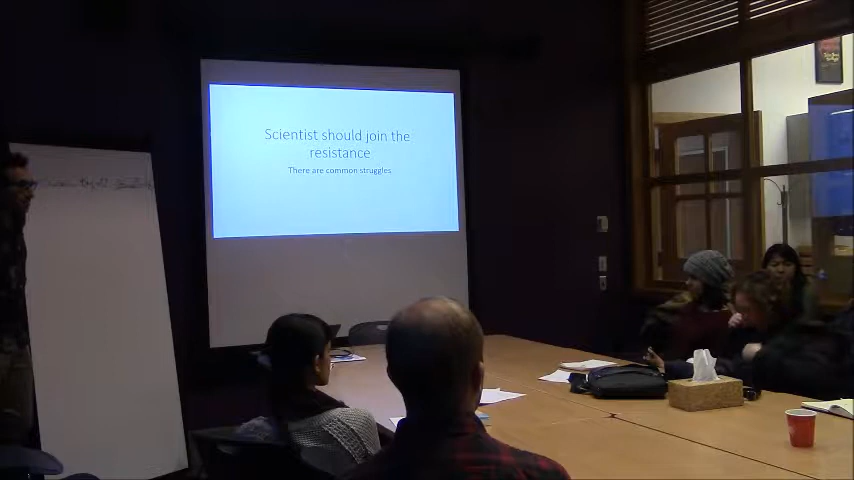 Scientist should join the
resistance
There are common struggles